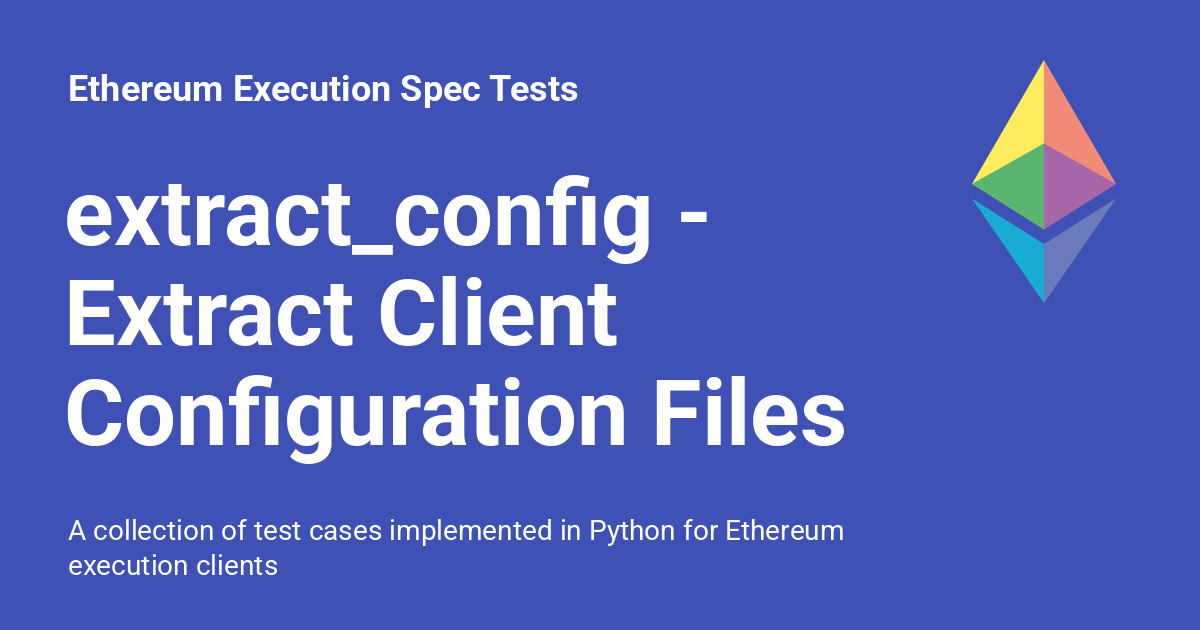 Ethereum Execution Spec Tests
extract_config -
Extract Client
Configuration Files
A collection of test cases implemented in Python for Ethereum
execution clients